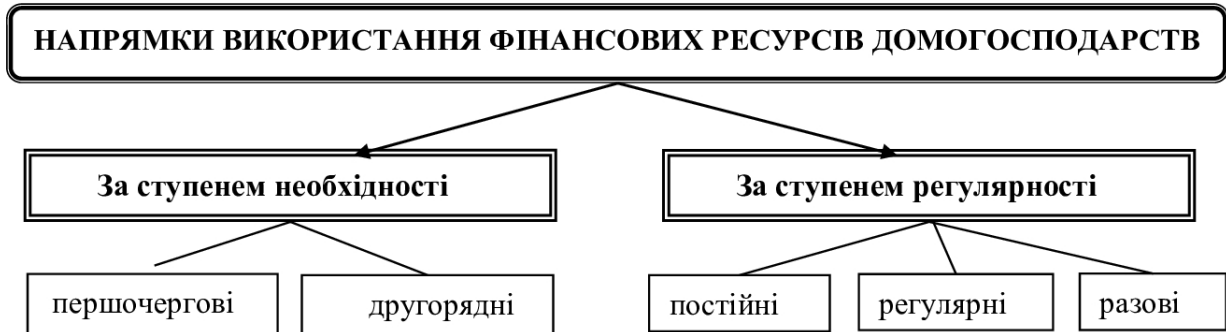 НАПРЯМКИ ВИКОРИСТАННЯ ФІНАНСОВИХ РЕСУРСІВ ДОМОГОСПОДАРСТВ
За ступенем необхідності
За ступенем регулярності
першочергові
другорядні
постійні
регулярні
разові